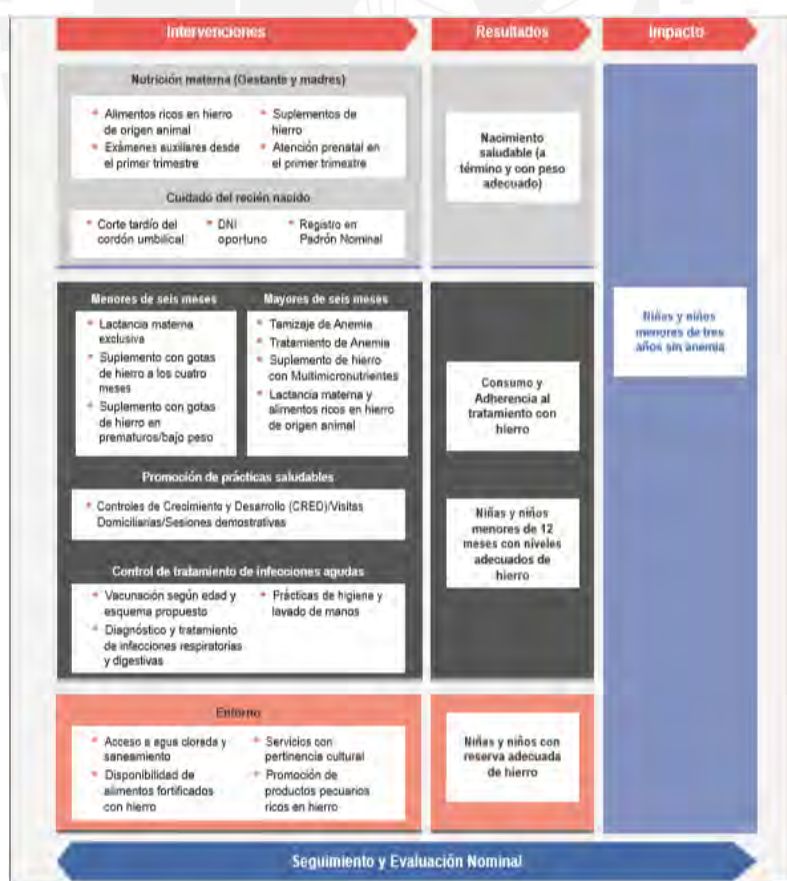 Intervenciones
Resultados
Impacto
Nutrición materna (Gestante y madres)
Alimentos ricos en hierro
de origen animal
Exámenes auxiliares desde
el primer trimestre
Suplementos de
hierro
Atención prenatal en
el primer trimestre
Cuidado del recién nacido
Corte tardío del
cordón umbilical
DNI
oportuno
Registro en
Padrón Nominal
Nacimiento
saludable (a
término y con peso
adecuado)
Menores de seis meses
Lactancia materna
exclusiva
Suplemento con gotas
de hierro a los cuatro
meses
Suplemento con gotas
de hierro en
prematuros/bajo peso
Mayores de seis meses
Tamizaje de Anemia
Tratamiento de Anemia
Suplemento de hierro
con Multimicronutrientes
Lactancia materna y
alimentos ricos en hierro
de origen animal
Promoción de prácticas saludables
Controles de Crecimiento y Desarrollo (CRED)/Visitas
Domiciliarias/Sesiones demostrativas
Control de tratamiento de infecciones agudas
Vacunación según edad y
esquema propuesto
Diagnóstico y tratamiento
de infecciones respiratorias
y digestivas
Prácticas de higiene y
lavado de manos
Consumo y
Adherencia al
tratamiento con
hierro
Niñas y niños
menores de 12
meses con niveles
adecuados de
hierro
Entorno
Acceso a agua clorada y
saneamiento
Disponibilidad de
alimentos fortificados
con hierro
Servicios con
pertinencia cultural
Promoción de
productos pecuarios
ricos en hierro
Niñas y niños con
reserva adecuada
de hierro
Niñas y niños
menores de tres
años sin anemia
Seguimiento y Evaluación Nominal